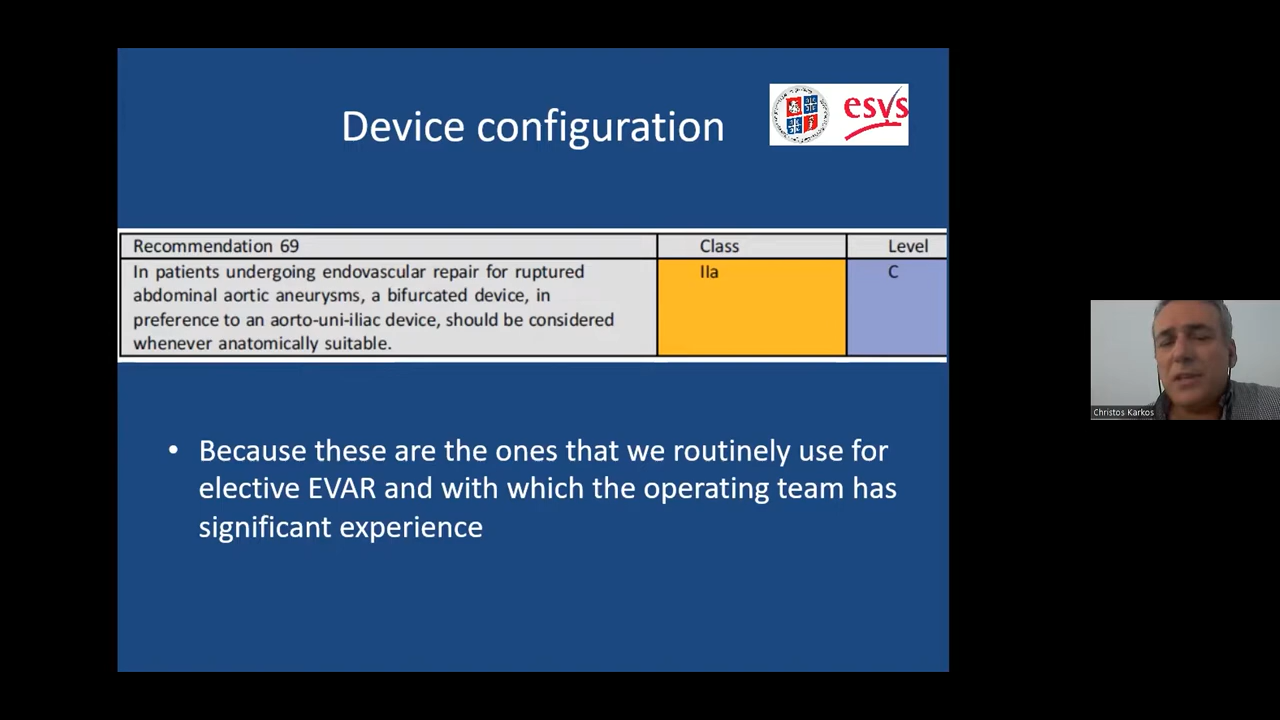 Device configuration
esvs
Recommendation 69
Class
Level
In patients undergoing endovascular repair for ruptured
abdominal aortic aneurysms, a bifurcated device, in
preference to an aorto-uni-iliac device, should be considered
whenever anatomically suitable.
IIa
C
• Because these are the ones that we routinely use for
elective EVAR and with which the operating team has
significant experience
Christos Karkos